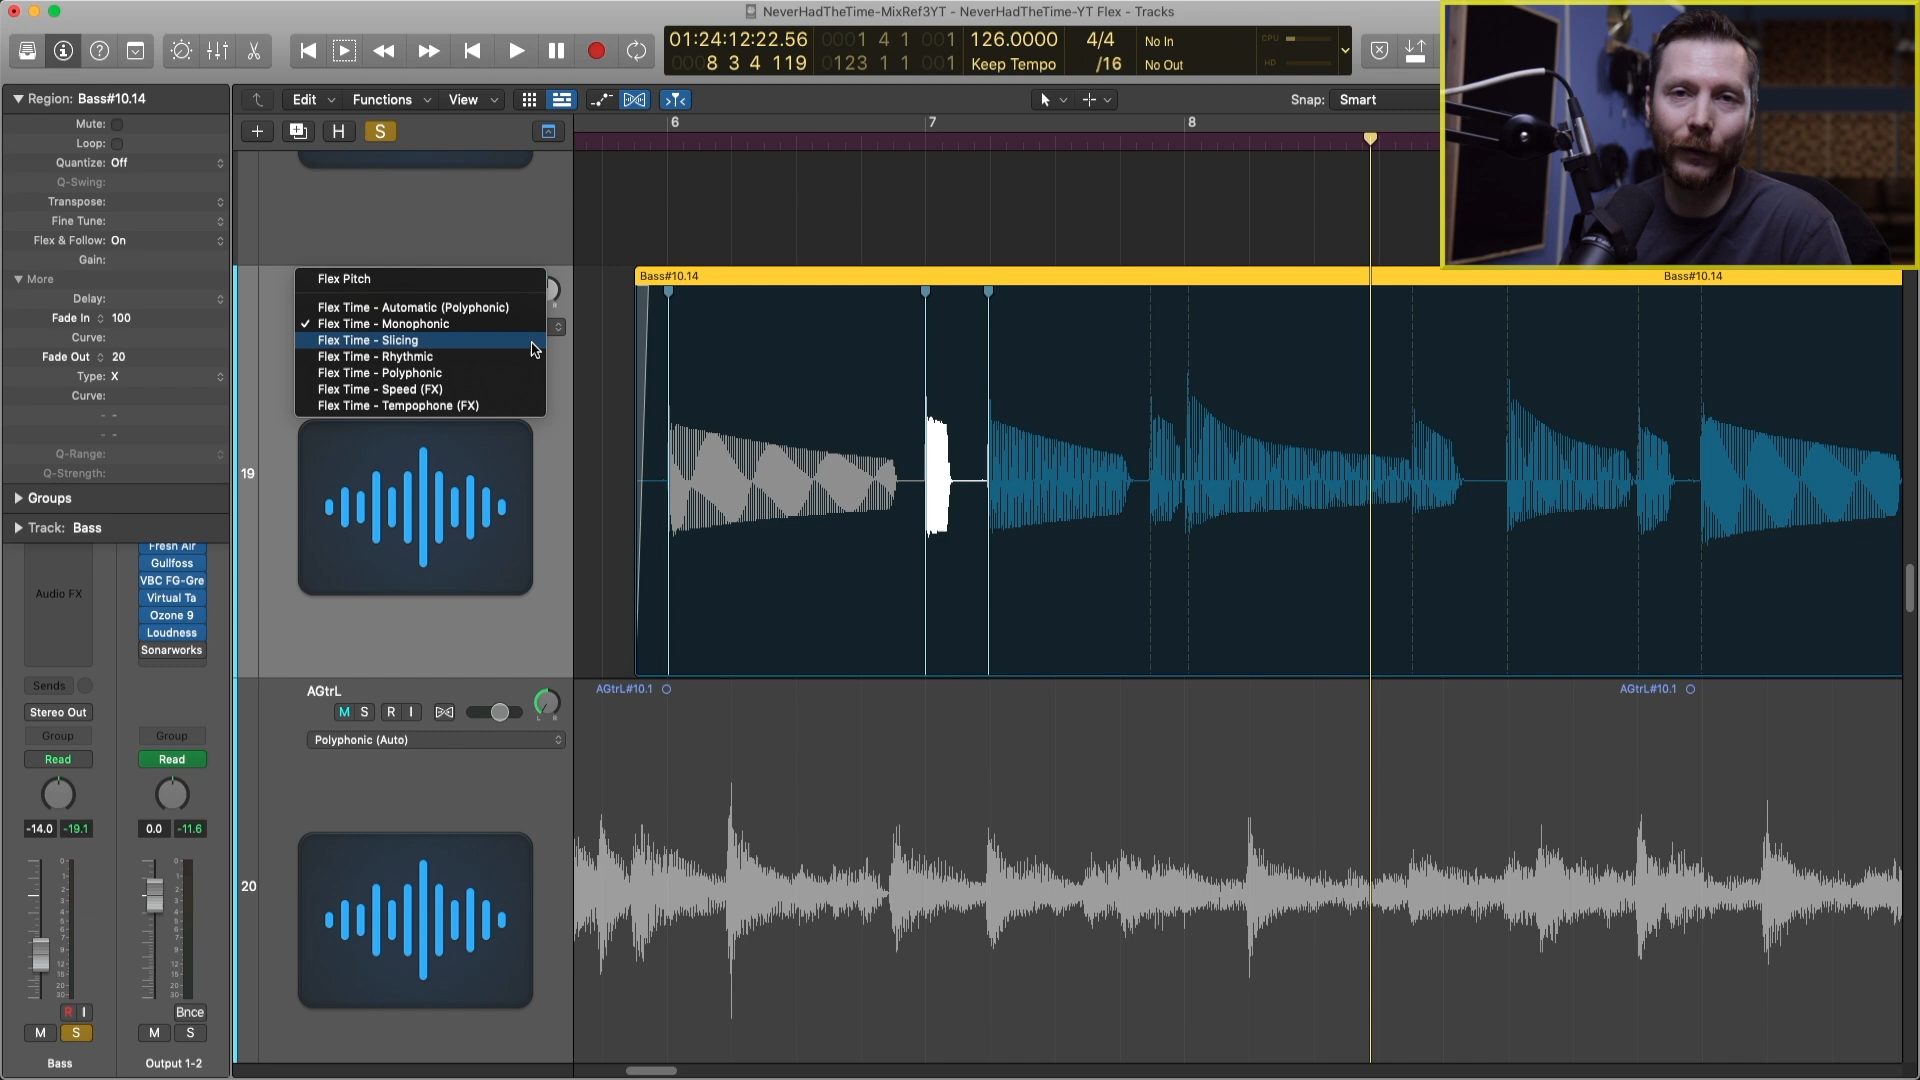 NeverHadTheTime-MixRef3YT - NeverHadTheTime-YT Flex - Tracks
01:24:12:22.56
0001 4 1 001
126.0000
4/4
No In
CPU
0008 3 4 119
0123 1 1 001
Keep Tempo
/16
No Out
HD
Region: Bass#10.14
Mute:
Loop:
Quantize: Off
Q-Swing:
Transpose:
Fine Tune:
Flex & Follow: On
Gain:
More
Delay:
Fade In 100
Curve:
Fade Out 20
Type: X
Curve:
- -
- -
Q-Range:
Q-Strength:
Groups
Track: Bass
Edit
Functions
View
Snap: Smart
H
S
6
7
8
Flex Pitch
Flex Time - Automatic (Polyphonic)
Flex Time - Monophonic
Flex Time - Slicing
Flex Time - Rhythmic
Flex Time - Polyphonic
Flex Time - Speed (FX)
Flex Time - Tempophone (FX)
Bass#10.14
Bass#10.14
19
AGtrL
M S R I
Polyphonic (Auto)
20
AGtrL#10.1
AGtrL#10.1
Audio FX
Fresh Air
Gullfoss
VBC FG-Gre
Virtual Ta
Ozone 9
Loudness
Sonarworks
Sends
Stereo Out
Group
Group
Read
Read
-14.0 -19.1
0.0 -11.6
R I
Bnce
M S
M S
Bass
Output 1-2